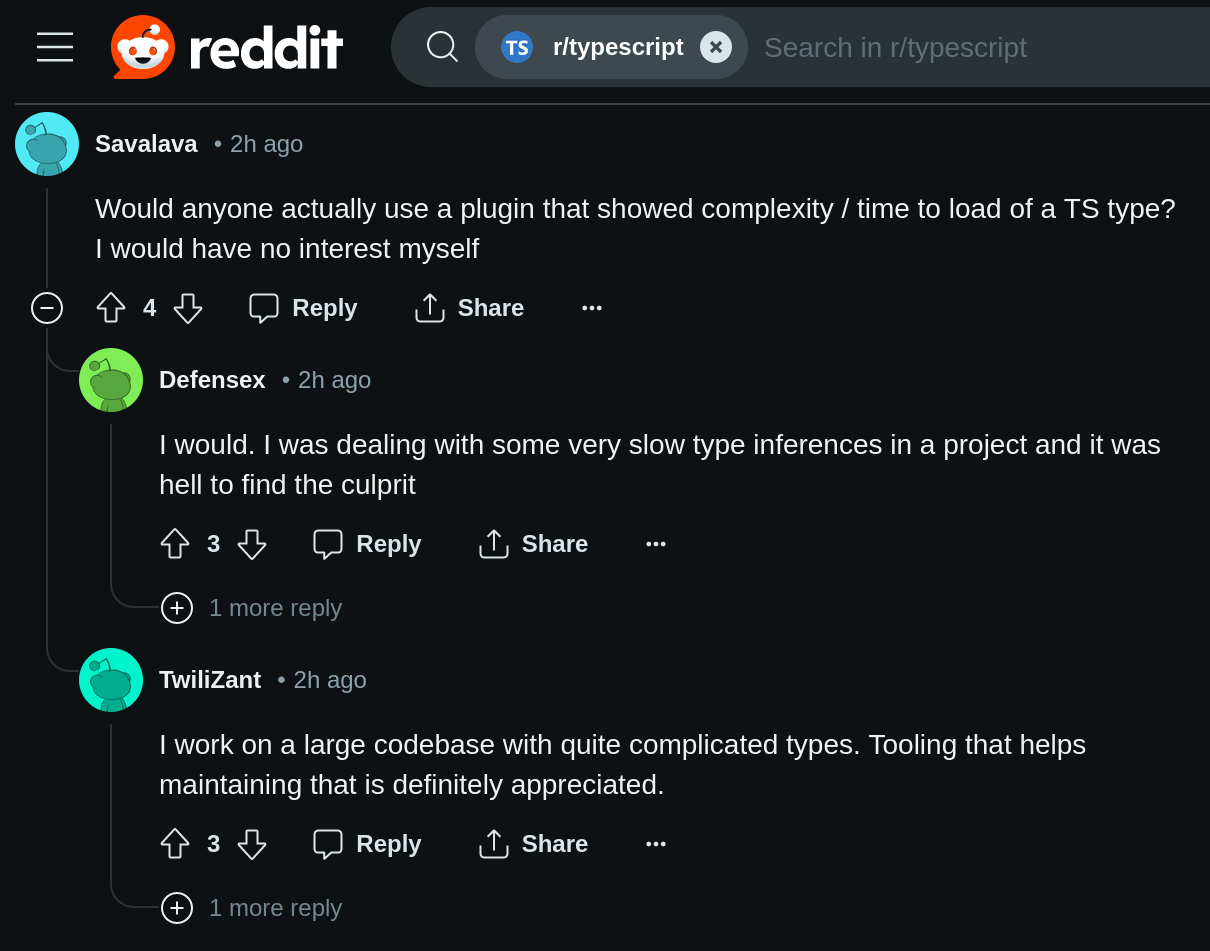 reddit TS r/typescript Search in r/typescript
Savalava • 2h ago
Would anyone actually use a plugin that showed complexity / time to load of a TS type?
I would have no interest myself
4 Reply Share
Defensex • 2h ago
I would. I was dealing with some very slow type inferences in a project and it was
hell to find the culprit
3 Reply Share
1 more reply
TwiliZant • 2h ago
I work on a large codebase with quite complicated types. Tooling that helps
maintaining that is definitely appreciated.
3 Reply Share
1 more reply